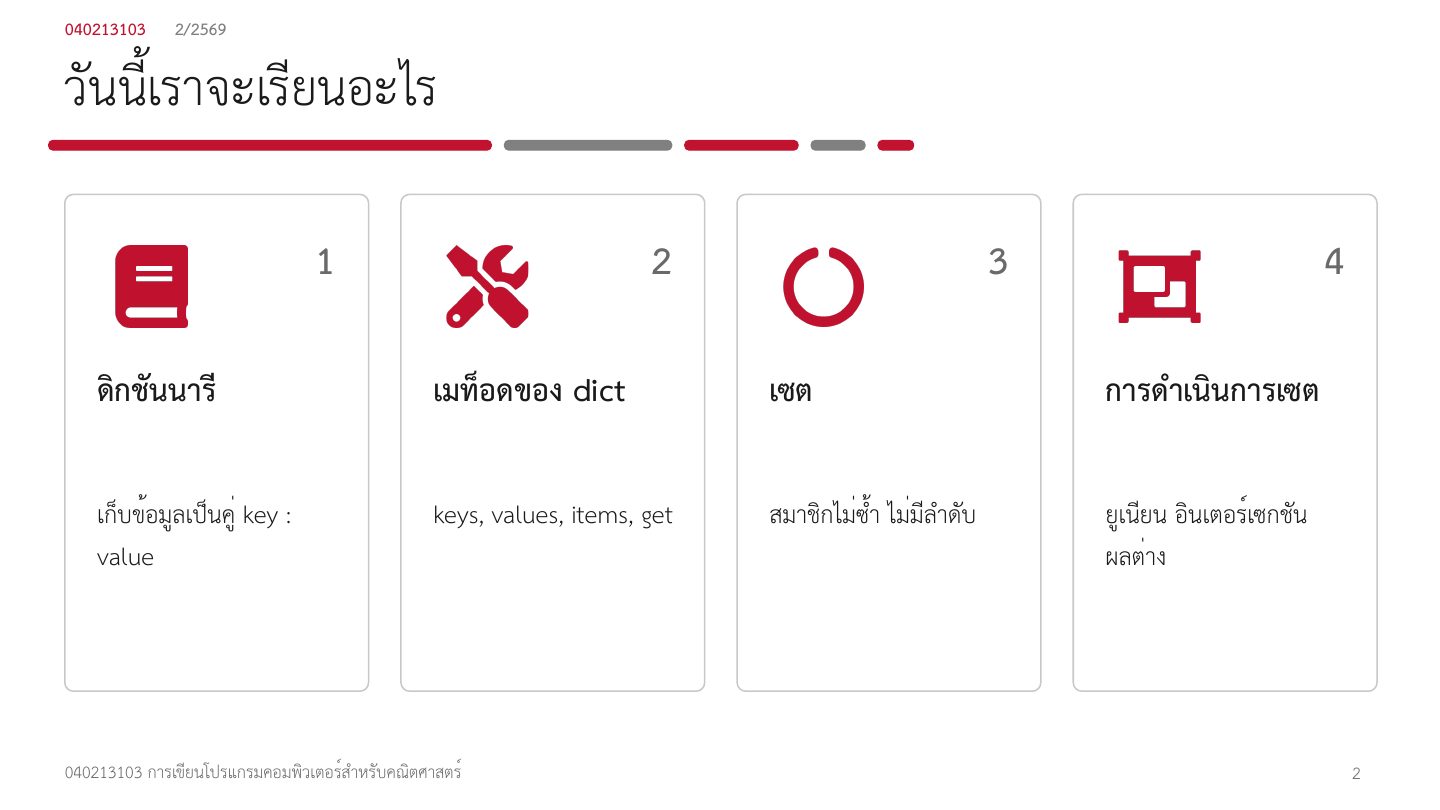 040213103 2/2569
วันนี้เราจะเรียนอะไร
1
ดิกชันนารี
เก็บข้อมูลเป็นคู่ key :
value
2
เมท็อดของ dict
keys, values, items, get
3
เซต
สมาชิกไม่ซ้ำ ไม่มีลำดับ
4
การดำเนินการเซต
ยูเนียน อินเตอร์เซกชัน
ผลต่าง
040213103 การเขียนโปรแกรมคอมพิวเตอร์สำหรับคณิตศาสตร์
2